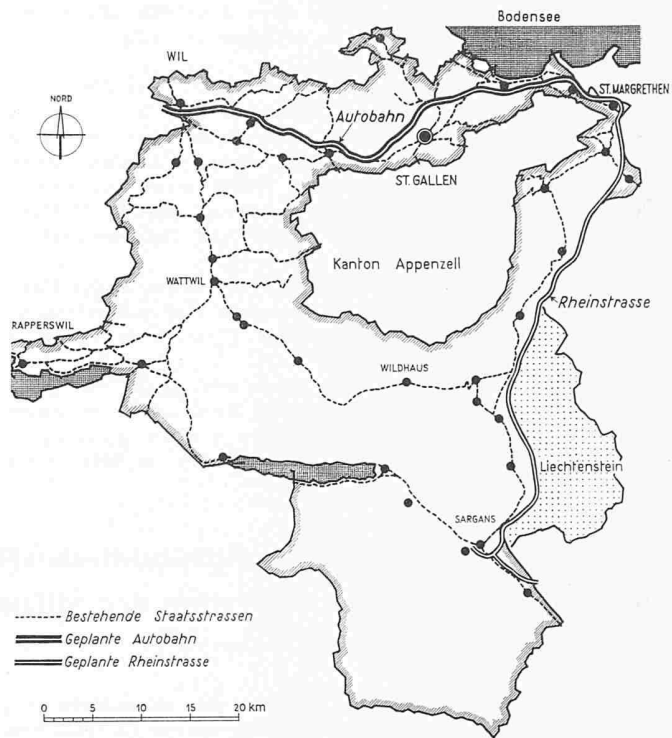 Bodensee
WIL
ST. MARGRETHEN
NORD
Autobahn
ST. GALLEN
Kanton Appenzell
WATTWIL
Rheinstrasse
RAPPERSWIL
WILDHAUS
Liechtenstein
SARGANS
Bestehende Staatsstrassen
Geplante Autobahn
Geplante Rheinstrasse
0 5 10 20 km